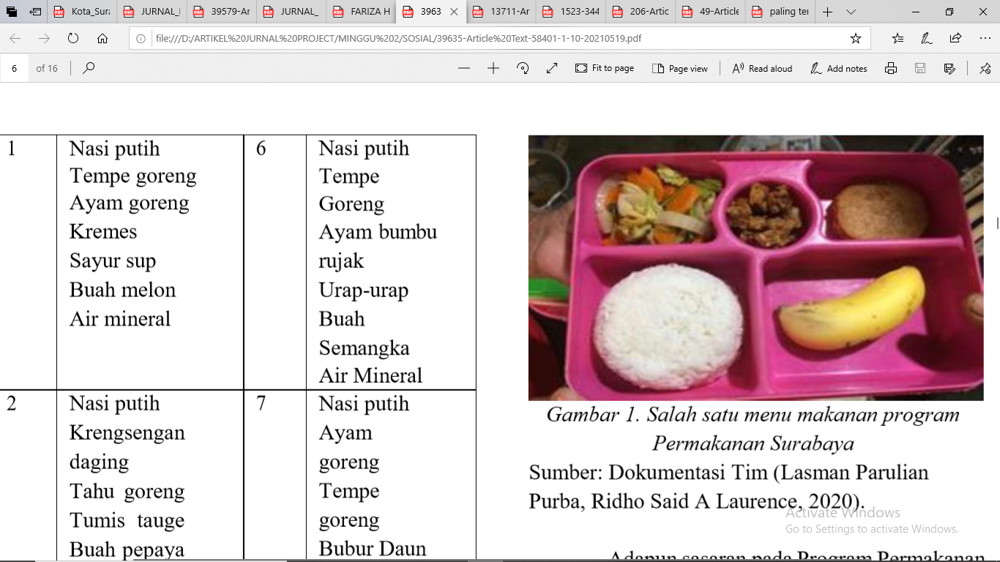 Kota_Sura
JURNAL_I
39579-Ar
JURNAL_
FARIZA H
3963
13711-Ar
1523-344
206-Artic
49-Article
paling ter
file:///D:/ARTIKEL%20JURNAL%20PROJECT/MINGGU%202/SOSIAL/39635-Article%20Text-58401-1-10-20210519.pdf
6 of 16
Fit to page
Page view
Read aloud
Add notes
1
Nasi putih
Tempe goreng
Ayam goreng
Kremes
Sayur sup
Buah melon
Air mineral
6
Nasi putih
Tempe
Goreng
Ayam bumbu
rujak
Urap-urap
Buah
Semangka
Air Mineral
2
Nasi putih
Krengsengan
daging
Tahu goreng
Tumis tauge
Buah pepaya
7
Nasi putih
Ayam
goreng
Tempe
goreng
Bubur Daun
Gambar 1. Salah satu menu makanan program
Permakanan Surabaya
Sumber: Dokumentasi Tim (Lasman Parulian
Purba, Ridho Said A Laurence, 2020).
Activate Windows
Go to Settings to activate Windows.
Adapun sasaran pada Program Permakanan